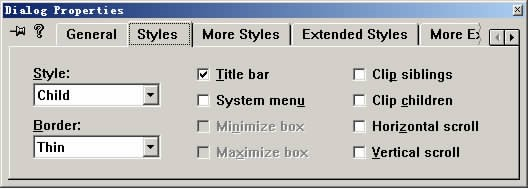 Dialog Properties
General Styles More Styles Extended Styles More Ex
Style:
Child
Border:
Thin
Title bar
System menu
Minimize box
Maximize box
Clip siblings
Clip children
Horizontal scroll
Vertical scroll